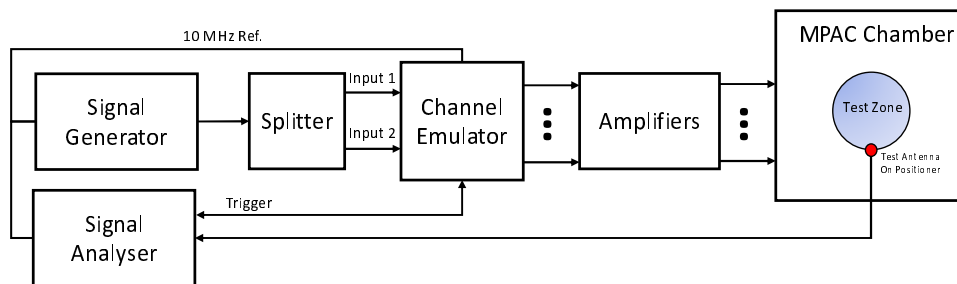 10 MHz Ref.
MPAC Chamber
Signal
Generator
Splitter
Input 1
Input 2
Channel
Emulator
Amplifiers
Test Zone
Test Antenna
On Positioner
Trigger
Signal
Analyser